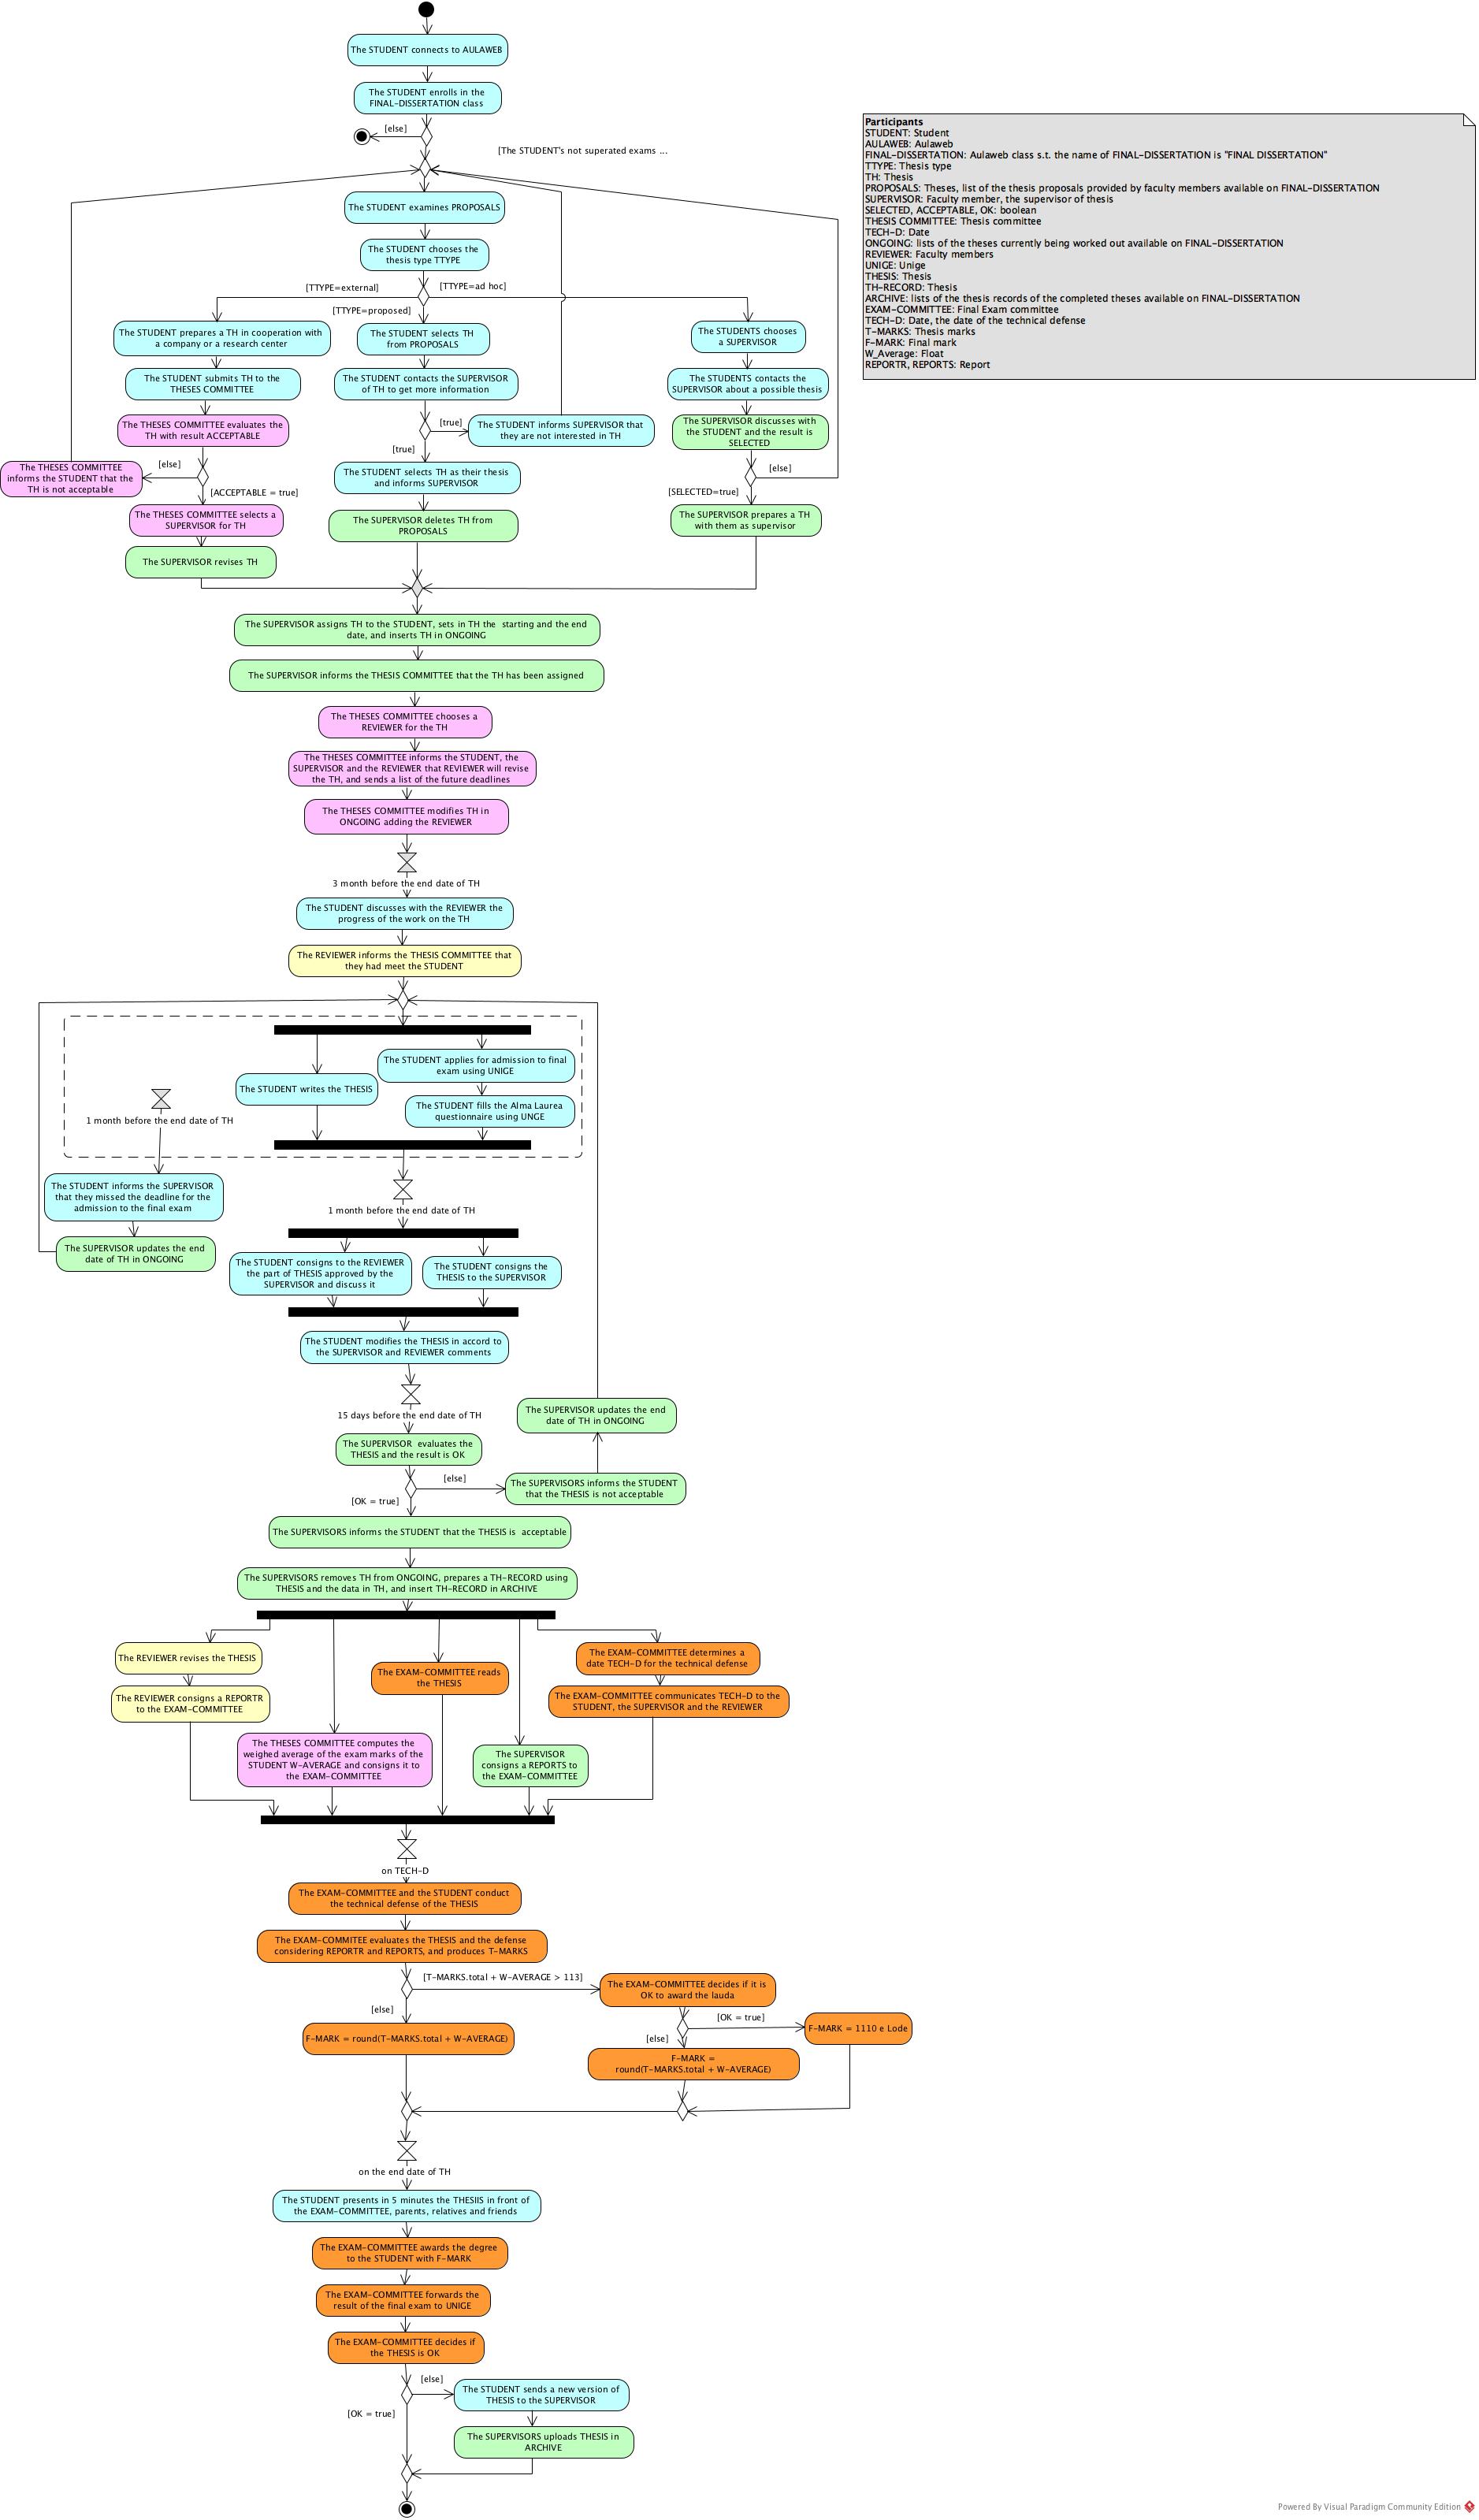 The STUDENT connects to AULAWEB
The STUDENT enrolls in the
FINAL-DISSERTATION class
[else]
[The STUDENT's not superated exams ...
Participants
STUDENT: Student
AULAWEB: Aulaweb
FINAL-DISSERTATION: Aulaweb class s.t. the name of FINAL-DISSERTATION is "FINAL DISSERTATION"
TTYPE: Thesis type
TH: Thesis
PROPOSALS: Theses, list of the thesis proposals provided by faculty members available on FINAL-DISSERTATION
SUPERVISOR: Faculty member, the supervisor of thesis
SELECTED, ACCEPTABLE, OK: boolean
THESIS COMMITTEE: Thesis committee
TECH-D: Date
ONGOING: lists of the theses currently being worked out available on FINAL-DISSERTATION
REVIEWER: Faculty members
UNIGE: Unige
THESIS: Thesis
TH-RECORD: Thesis
ARCHIVE: lists of the thesis records of the completed theses available on FINAL-DISSERTATION
EXAM-COMMITTEE: Final Exam committee
TECH-D: Date, the date of the technical defense
T-MARKS: Thesis marks
F-MARK: Final mark
W_Average: Float
REPORTR, REPORTS: Report
The STUDENT examines PROPOSALS
The STUDENT chooses the
thesis type TTYPE
[TTYPE=external]
[TTYPE=ad hoc]
[TTYPE=proposed]
The STUDENT prepares a TH in cooperation with
a company or a research center
The STUDENT submits TH to the
THESES COMMITTEE
The THESES COMMITTEE evaluates the
TH with result ACCEPTABLE
[else]
The THESES COMMITTEE
informs the STUDENT that the
TH is not acceptable
[ACCEPTABLE = true]
The THESES COMMITTEE selects a
SUPERVISOR for TH
The SUPERVISOR revises TH
The STUDENT selects TH
from PROPOSALS
The STUDENT contacts the SUPERVISOR
of TH to get more information
[true]
The STUDENT informs SUPERVISOR that
they are not interested in TH
[true]
The STUDENT selects TH as their thesis
and informs SUPERVISOR
The SUPERVISOR deletes TH from
PROPOSALS
The STUDENTS chooses
a SUPERVISOR
The STUDENTS contacts the
SUPERVISOR about a possible thesis
The SUPERVISOR discusses with
the STUDENT and the result is
SELECTED
[else]
[SELECTED=true]
The SUPERVISOR prepares a TH
with them as supervisor
The SUPERVISOR assigns TH to the STUDENT, sets in TH the  starting and the end
date, and inserts TH in ONGOING
The SUPERVISOR informs the THESIS COMMITTEE that the TH has been assigned
The THESES COMMITTEE chooses a
REVIEWER for the TH
The THESES COMMITTEE informs the STUDENT, the
SUPERVISOR and the REVIEWER that REVIEWER will revise
the TH, and sends a list of the future deadlines
The THESES COMMITTEE modifies TH in
ONGOING adding the REVIEWER
3 month before the end date of TH
The STUDENT discusses with the REVIEWER the
progress of the work on the TH
The REVIEWER informs the THESIS COMMITTEE that
they had meet the STUDENT
The STUDENT applies for admission to final
exam using UNIGE
The STUDENT writes the THESIS
The STUDENT fills the Alma Laurea
questionnaire using UNGE
1 month before the end date of TH
The STUDENT informs the SUPERVISOR
that they missed the deadline for the
admission to the final exam
The SUPERVISOR updates the end
date of TH in ONGOING
1 month before the end date of TH
The STUDENT consigns to the REVIEWER
the part of THESIS approved by the
SUPERVISOR and discuss it
The STUDENT consigns the
THESIS to the SUPERVISOR
The STUDENT modifies the THESIS in accord to
the SUPERVISOR and REVIEWER comments
15 days before the end date of TH
The SUPERVISOR updates the end
date of TH in ONGOING
The SUPERVISOR  evaluates the
THESIS and the result is OK
[else]
The SUPERVISORS informs the STUDENT
that the THESIS is not acceptable
[OK = true]
The SUPERVISORS informs the STUDENT that the THESIS is  acceptable
The SUPERVISORS removes TH from ONGOING, prepares a TH-RECORD using
THESIS and the data in TH, and insert TH-RECORD in ARCHIVE
The REVIEWER revises the THESIS
The REVIEWER consigns a REPORTR
to the EXAM-COMMITTEE
The THESES COMMITTEE computes the
weighed average of the exam marks of the
STUDENT W-AVERAGE and consigns it to
the EXAM-COMMITTEE
The EXAM-COMMITTEE reads
the THESIS
The SUPERVISOR
consigns a REPORTS to
the EXAM-COMMITTEE
The EXAM-COMMITTEE determines a
date TECH-D for the technical defense
The EXAM-COMMITTEE communicates TECH-D to the
STUDENT, the SUPERVISOR and the REVIEWER
on TECH-D
The EXAM-COMMITTEE and the STUDENT conduct
the technical defense of the THESIS
The EXAM-COMMITEE evaluates the THESIS and the defense
considering REPORTR and REPORTS, and produces T-MARKS
[T-MARKS.total + W-AVERAGE > 113]
The EXAM-COMMITTEE decides if it is
OK to award the lauda
[else]
[OK = true]
F-MARK = round(T-MARKS.total + W-AVERAGE)
F-MARK = 1110 e Lode
[else]
F-MARK =
round(T-MARKS.total + W-AVERAGE)
on the end date of TH
The STUDENT presents in 5 minutes the THESIIS in front of
the EXAM-COMMITTEE, parents, relatives and friends
The EXAM-COMMITTEE awards the degree
to the STUDENT with F-MARK
The EXAM-COMMITTEE forwards the
result of the final exam to UNIGE
The EXAM-COMMITTEE decides if
the THESIS is OK
[else]
The STUDENT sends a new version of
THESIS to the SUPERVISOR
[OK = true]
The SUPERVISORS uploads THESIS in
ARCHIVE
Powered By Visual Paradigm Community Edition